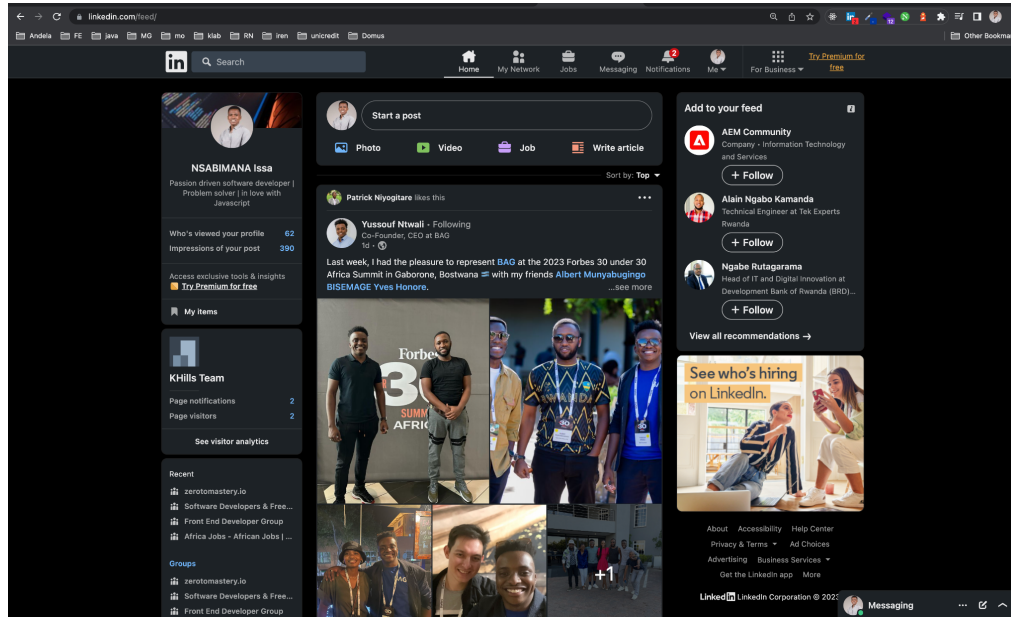 linkedin.com/feed/
Andela FE java MG mo klab RN iren unicredit Domus
Other Bookmar
in Search
Home My Network Jobs Messaging Notifications Me For Business Try Premium for free
2
NSABIMANA Issa
Passion driven software developer |
Problem solver | in love with
Javascript
Who's viewed your profile 62
Impressions of your post 390
Access exclusive tools & insights
Try Premium for free
My items
KHills Team
Page notifications 2
Page visitors 2
See visitor analytics
Recent
zerotomastery.io
Software Developers & Free...
Front End Developer Group
Africa Jobs - African Jobs | ...
Groups
zerotomastery.io
Software Developers & Free...
Front End Developer Group
Start a post
Photo Video Job Write article
Sort by: Top
Patrick Niyogitare likes this
Yussouf Ntwali • Following
Co-Founder, CEO at BAG
1d •
Last week, I had the pleasure to represent BAG at the 2023 Forbes 30 under 30
Africa Summit in Gaborone, Bostwana with my friends Albert Munyabugingo
BISEMAGE Yves Honore. ...see more
Forbes
30
SUMM
AFRIC
RWANDA
30
BAG
+1
Add to your feed
AEM Community
Company • Information Technology
and Services
+ Follow
Alain Ngabo Kamanda
Technical Engineer at Tek Experts
Rwanda
+ Follow
Ngabe Rutagarama
Head of IT and Digital Innovation at
Development Bank of Rwanda (BRD)...
+ Follow
View all recommendations →
See who's hiring
on LinkedIn.
About Accessibility Help Center
Privacy & Terms Ad Choices
Advertising Business Services
Get the LinkedIn app More
Linked in LinkedIn Corporation © 2023
Messaging